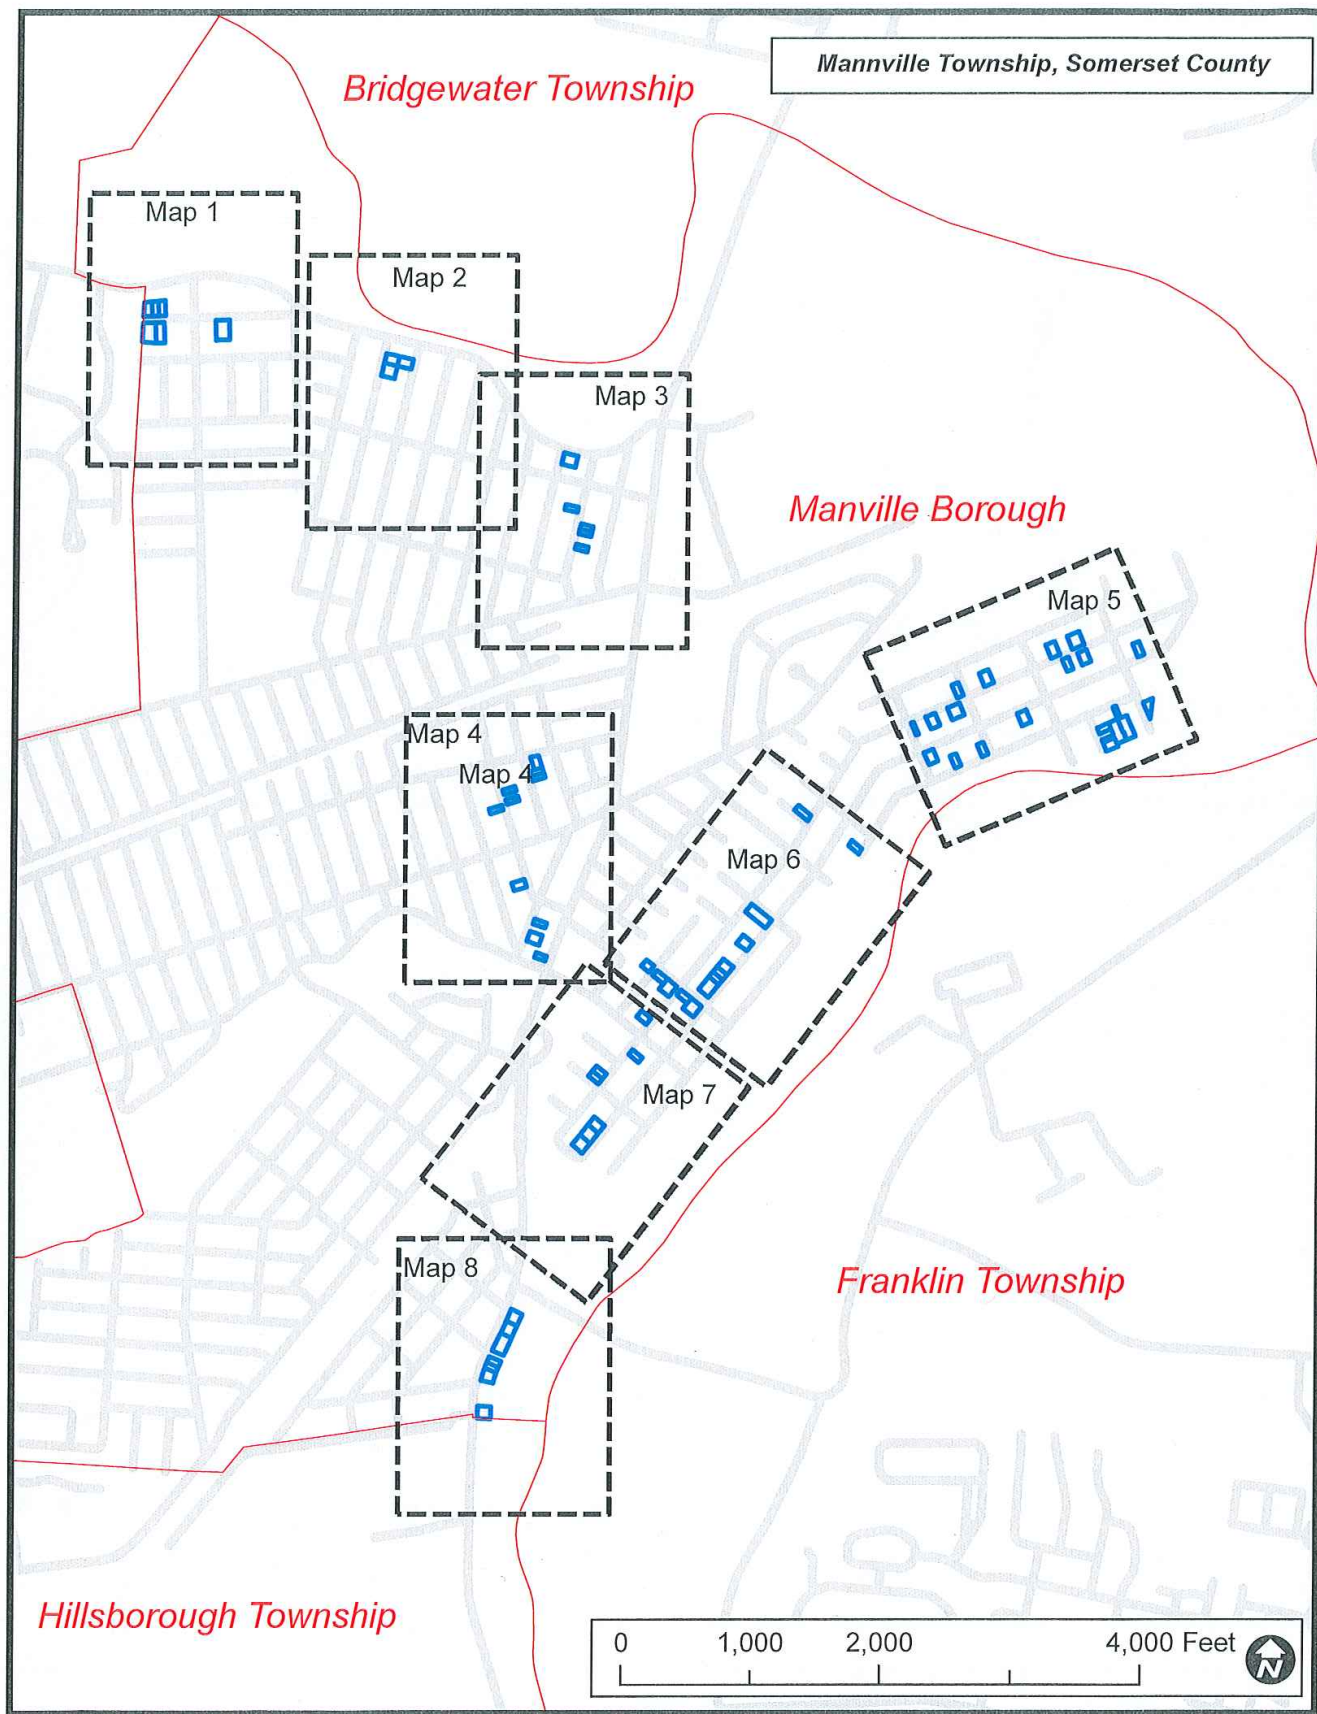 Mannville Township, Somerset County
Bridgewater Township
Map 1
Map 2
Map 3
Manville Borough
Map 5
Map 4
Map 4
Map 6
Map 7
Map 8
Franklin Township
Hillsborough Township
0 1,000 2,000 4,000 Feet
N